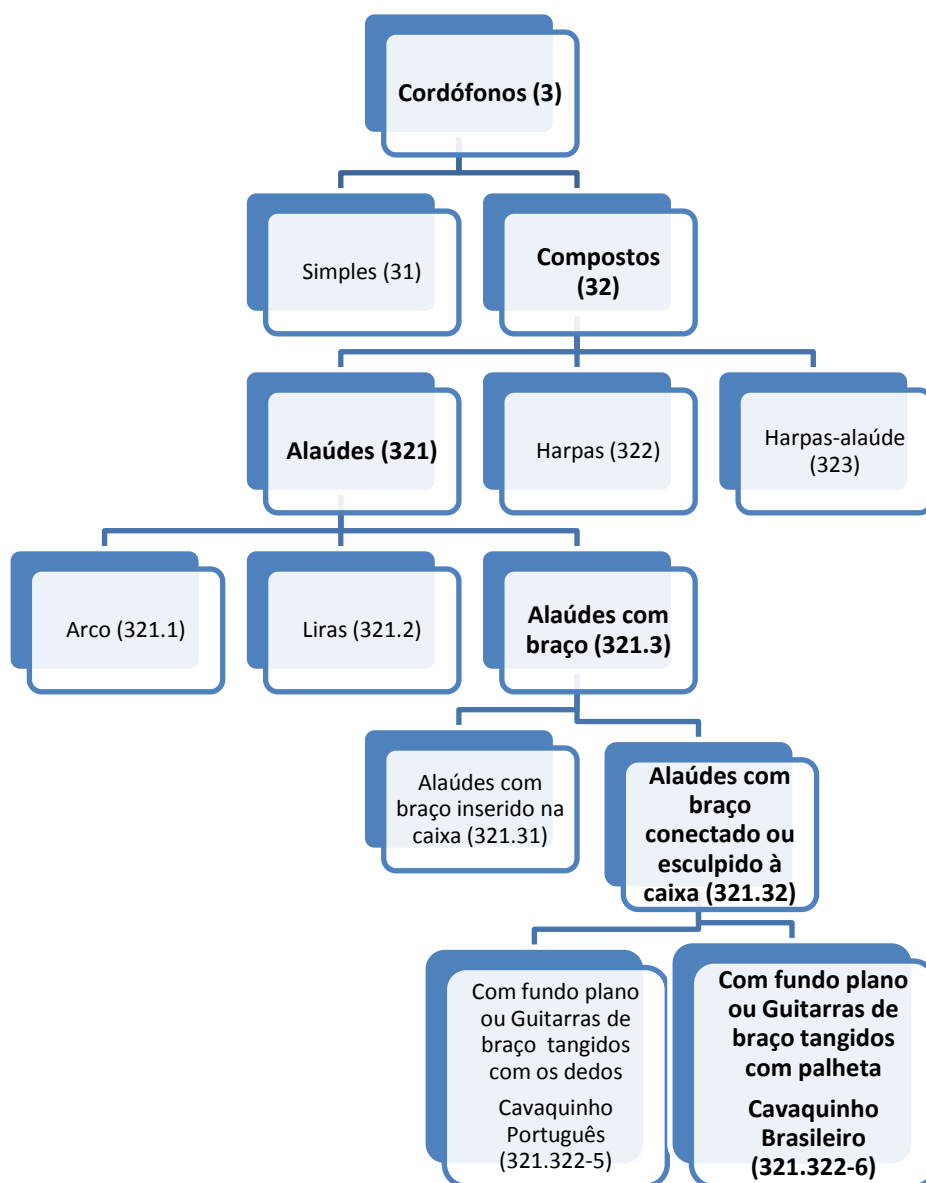 Cordófonos (3)
Simples (31)
Compostos
(32)
Alaúdes (321)
Harpas (322)
Harpas-alaúde
(323)
Arco (321.1)
Liras (321.2)
Alaúdes com
braço (321.3)
Alaúdes com
braço inserido na
caixa (321.31)
Alaúdes com
braço
conectado ou
esculpido à
caixa (321.32)
Com fundo plano
ou Guitarras de
braço tangidos
com os dedos
Cavaquinho
Português
(321.322-5)
Com fundo plano
ou Guitarras de
braço tangidos
com palheta
Cavaquinho
Brasileiro
(321.322-6)